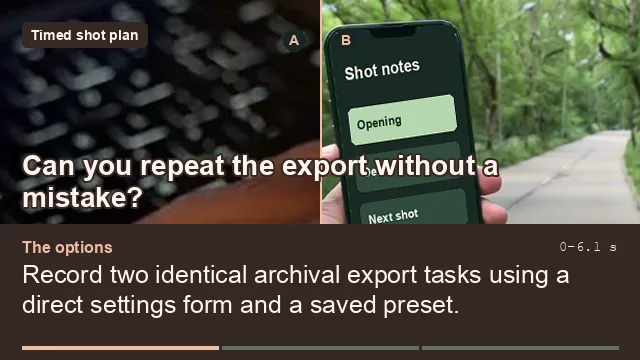 Timed shot plan
A
B
Shot notes
Opening
Next shot
Can you repeat the export without a
mistake?
The options
0–6.1 s
Record two identical archival export tasks using a
direct settings form and a saved preset.